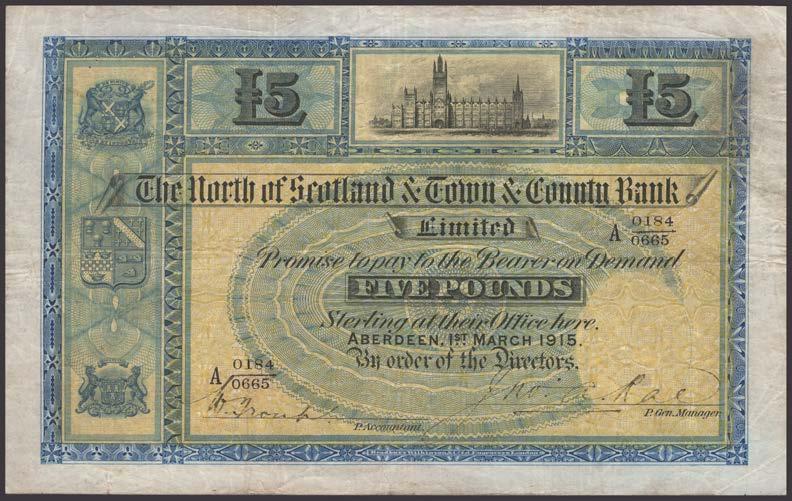 £5
£5
The North of Scotland & Town & County Bank
Limited
A 0184/0665
Promise to pay to the Bearer on Demand
FIVE POUNDS
Sterling at their Office here.
ABERDEEN, 1ST MARCH 1915.
By order of the Directors.
A 0184/0665
P. Accountant.
P. Gen. Manager